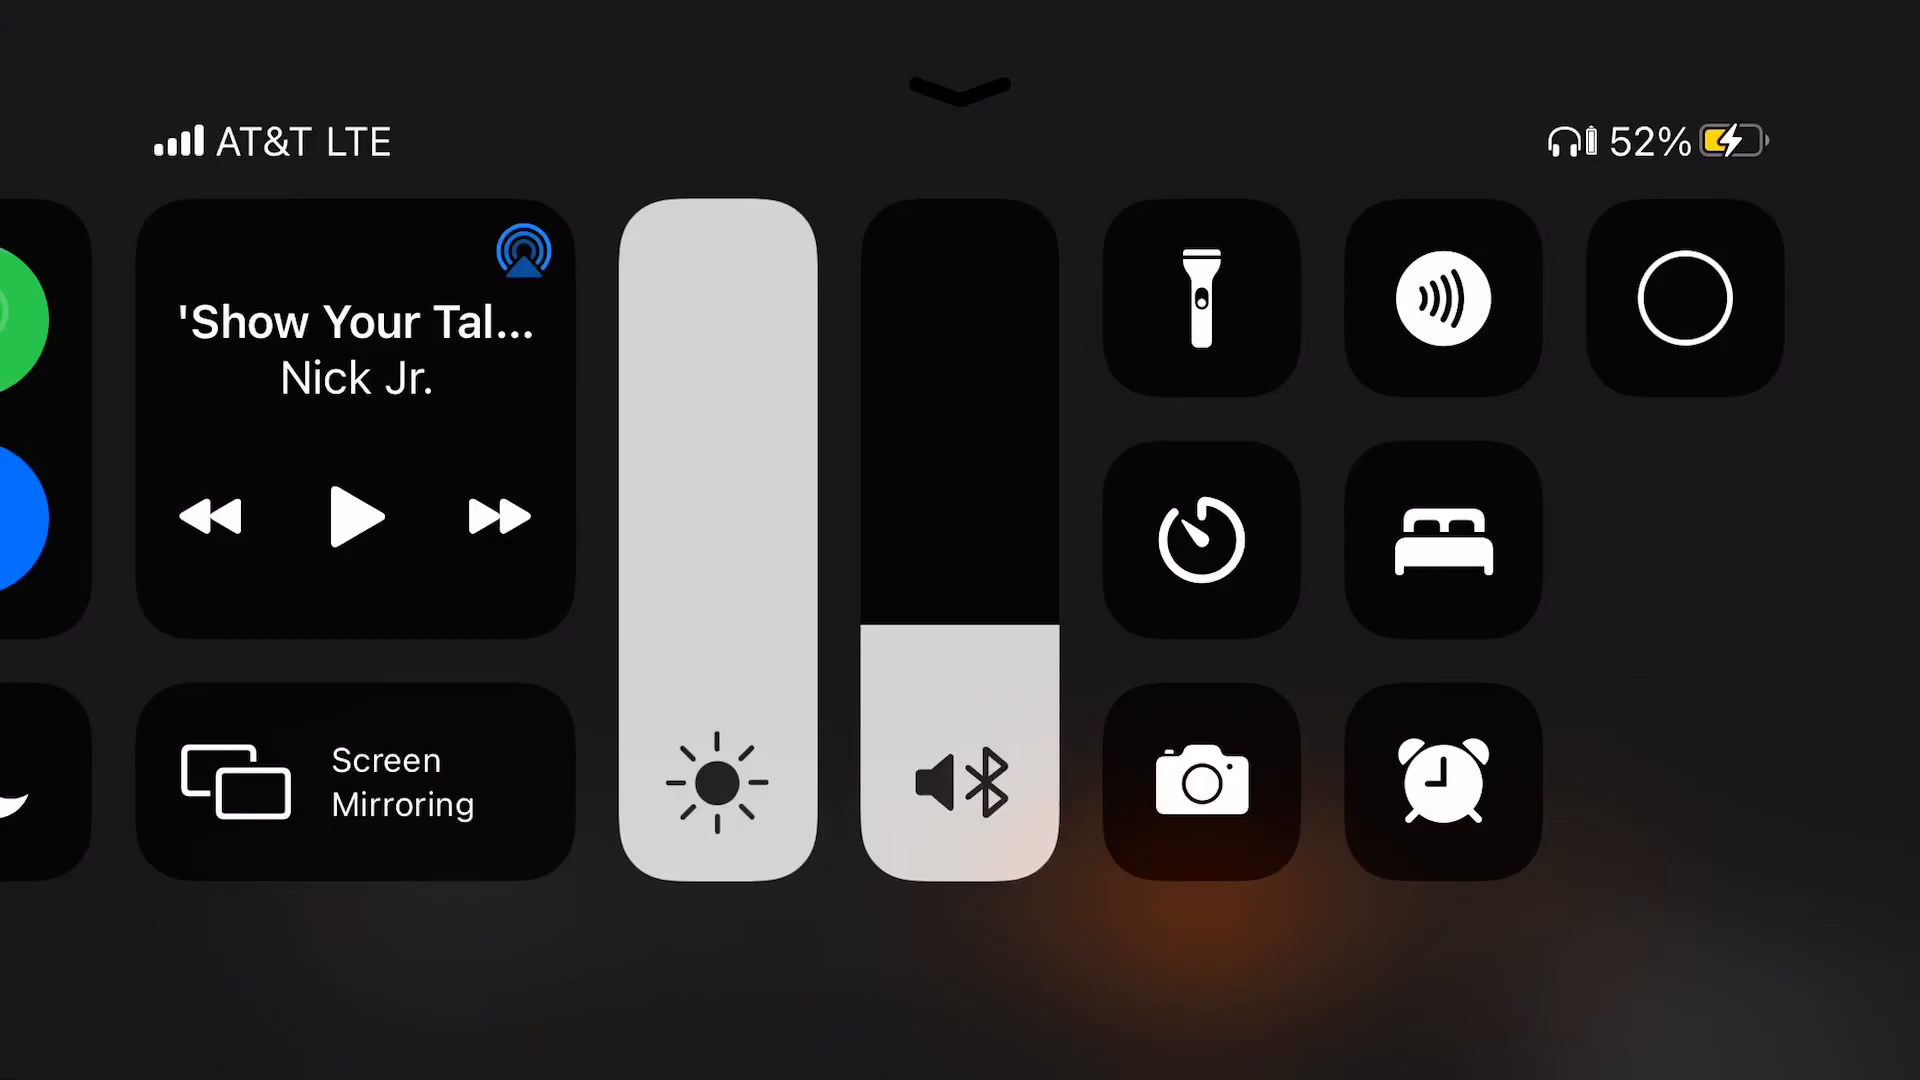 AT&T LTE
52%
'Show Your Tal...
Nick Jr.
Screen
Mirroring